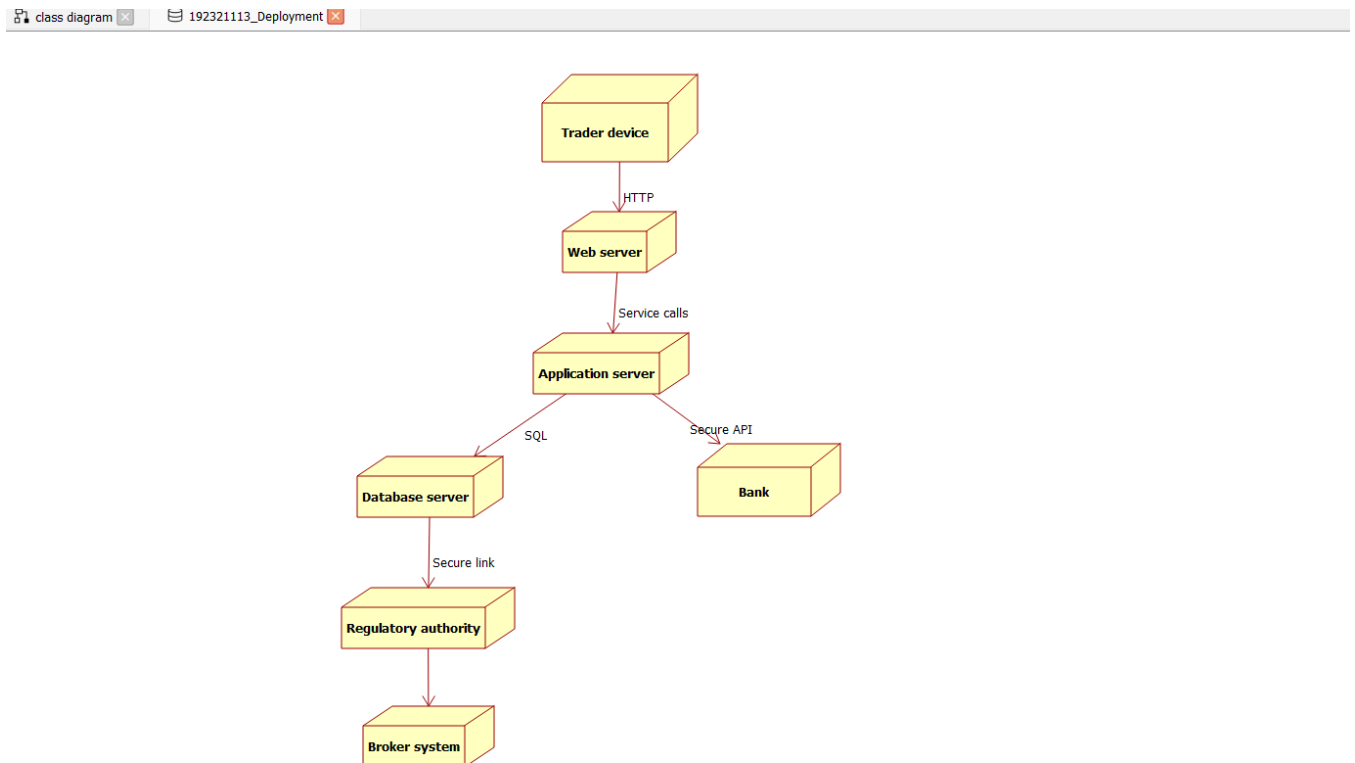 class diagram
192321113_Deployment
Trader device
HTTP
Web server
Service calls
Application server
SQL
Secure API
Database server
Bank
Secure link
Regulatory authority
Broker system